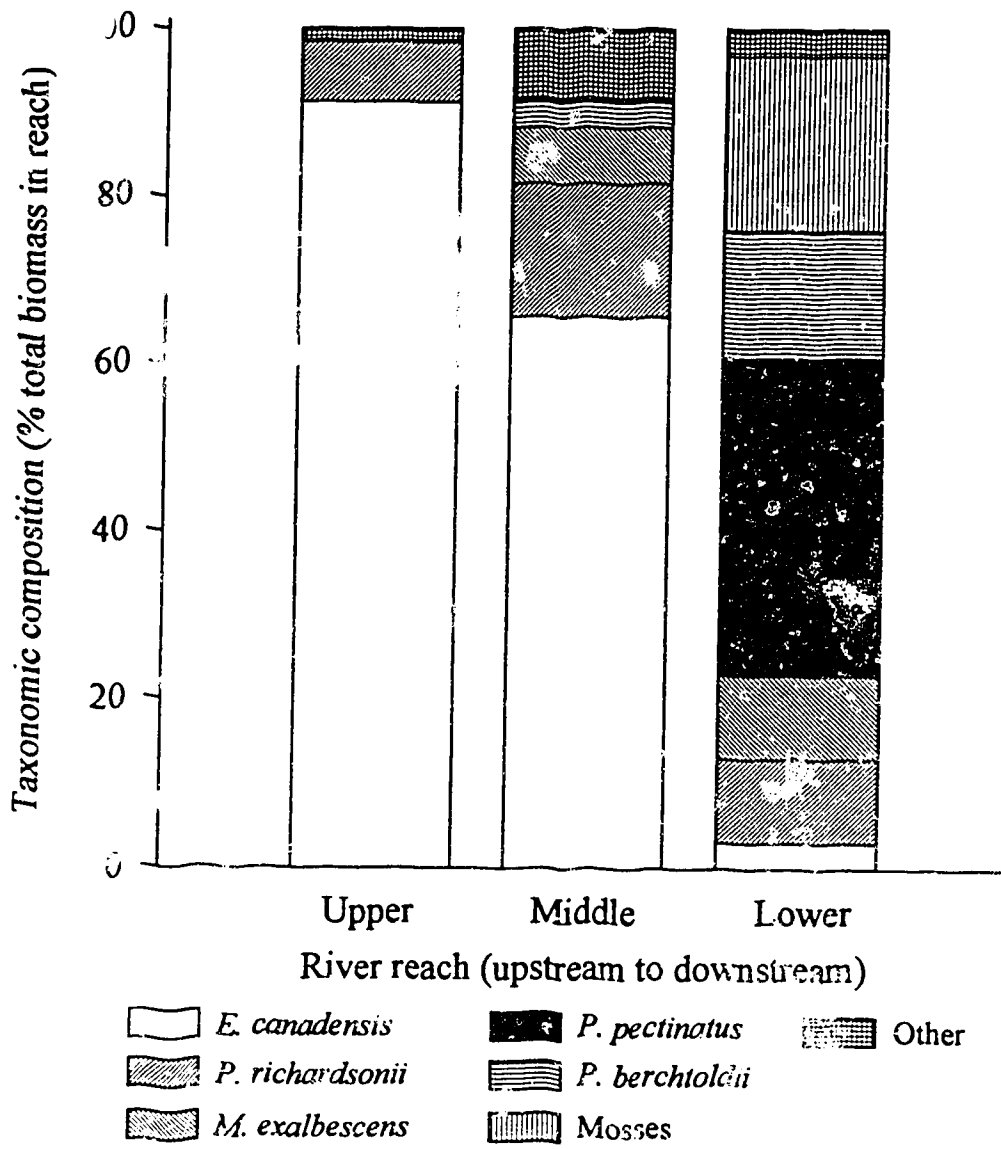 Taxonomic composition (% total biomass in reach)
80
60
40
20
Upper Middle Lower
River reach (upstream to downstream)
E. canadensis P. pectinatus Other
P. richardsonii P. berchtoldii
M. exalbescens Mosses